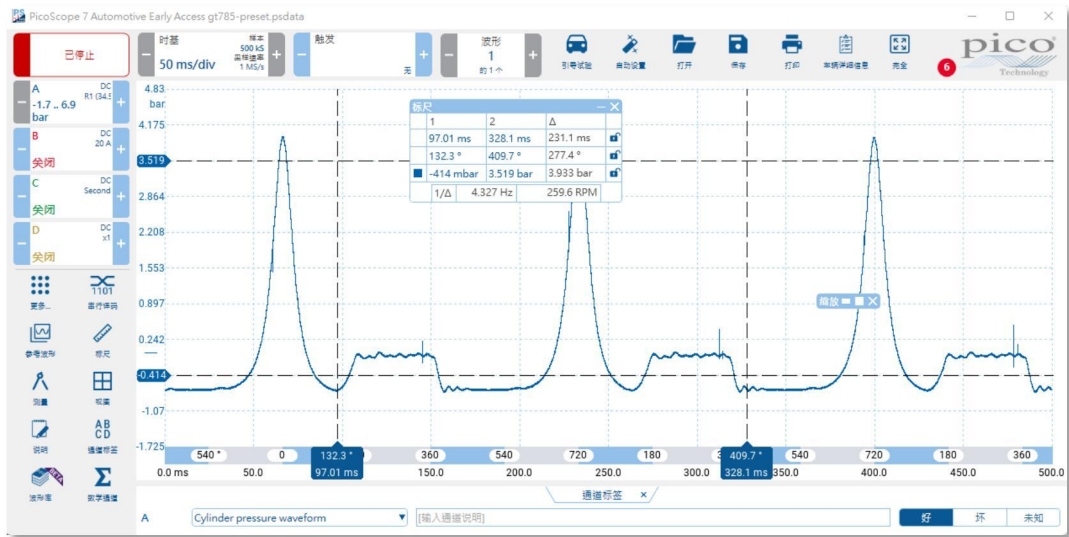 PicoScope 7 Automotive Early Access gt785-preset.psdata
已停止
时基
50 ms/div
样本
500 kS
采样速率
1 MS/s
触发
无
波形
1
的1个
引导试验
自动设置
打开
保存
打印
车辆详细信息
完全
6
pico
Technology
A
DC
R1 (34.5
-1.7 .. 6.9
bar
B
DC
20 A
关闭
C
DC
Second
关闭
D
DC
x1
关闭
更多...
1101
串行译码
参考波形
标尺
测量
视图
说明
AB
CD
通道标签
BETA
波形库
数学通道
4.83
bar
4.175
3.519
2.864
2.208
1.553
0.897
0.242
-0.414
-1.07
-1.725
标尺
1 2 Δ
97.01 ms 328.1 ms 231.1 ms
132.3 ° 409.7 ° 277.4 °
-414 mbar 3.519 bar 3.933 bar
1/Δ 4.327 Hz 259.6 RPM
缩放
540 ° 0 132.3 ° 360 540 720 180 409.7 ° 540 720 180 360
0.0 ms 50.0 97.01 ms 150.0 200.0 250.0 300.0 328.1 ms 350.0 400.0 450.0 500.0
通道标签
A Cylinder pressure waveform [输入通道说明] 好 坏 未知